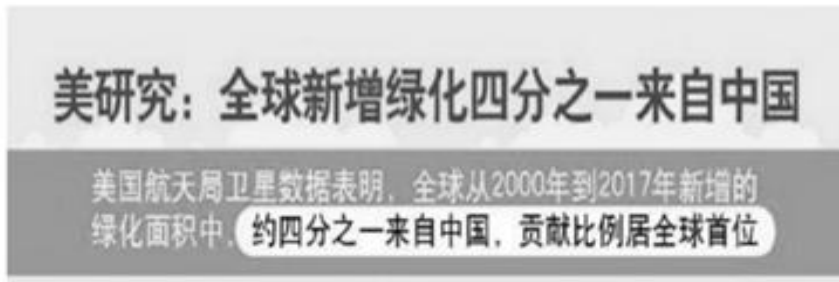 美研究：全球新增绿化四分之一来自中国
美国航天局卫星数据表明，全球从2000年到2017年新增的
绿化面积中，约四分之一来自中国，贡献比例居全球首位